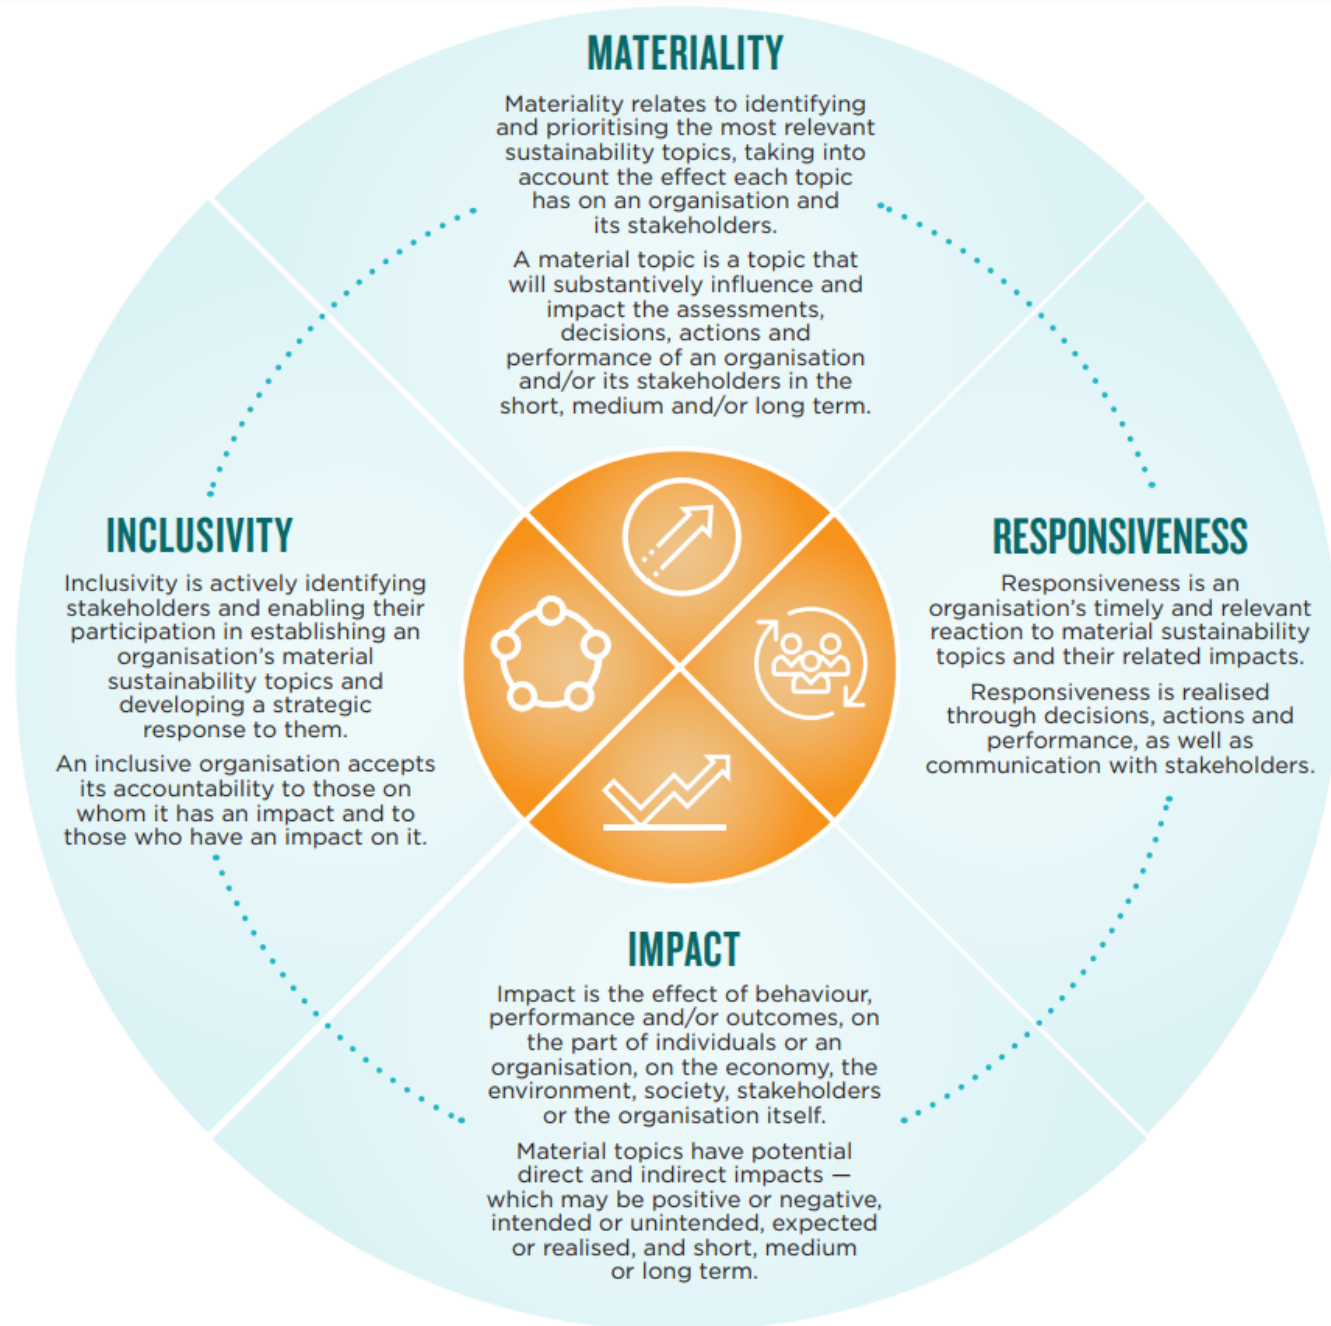 MATERIALITY
Materiality relates to identifying
and prioritising the most relevant
sustainability topics, taking into
account the effect each topic
has on an organisation and
its stakeholders.
A material topic is a topic that
will substantively influence and
impact the assessments,
decisions, actions and
performance of an organisation
and/or its stakeholders in the
short, medium and/or long term.
INCLUSIVITY
Inclusivity is actively identifying
stakeholders and enabling their
participation in establishing an
organisation's material
sustainability topics and
developing a strategic
response to them.
An inclusive organisation accepts
its accountability to those on
whom it has an impact and to
those who have an impact on it.
RESPONSIVENESS
Responsiveness is an
organisation's timely and relevant
reaction to material sustainability
topics and their related impacts.
Responsiveness is realised
through decisions, actions and
performance, as well as
communication with stakeholders.
IMPACT
Impact is the effect of behaviour,
performance and/or outcomes, on
the part of individuals or an
organisation, on the economy, the
environment, society, stakeholders
or the organisation itself.
Material topics have potential
direct and indirect impacts —
which may be positive or negative,
intended or unintended, expected
or realised, and short, medium
or long term.